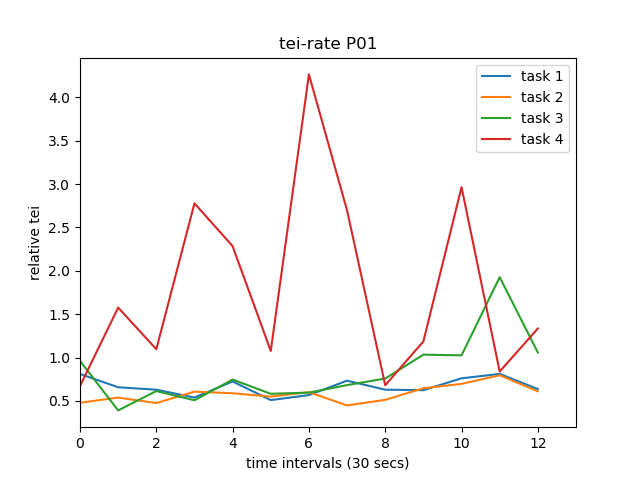 tei-rate P01
task 1
task 2
task 3
task 4
4.0
3.5
3.0
2.5
2.0
1.5
1.0
0.5
relative tei
0 2 4 6 8 10 12
time intervals (30 secs)